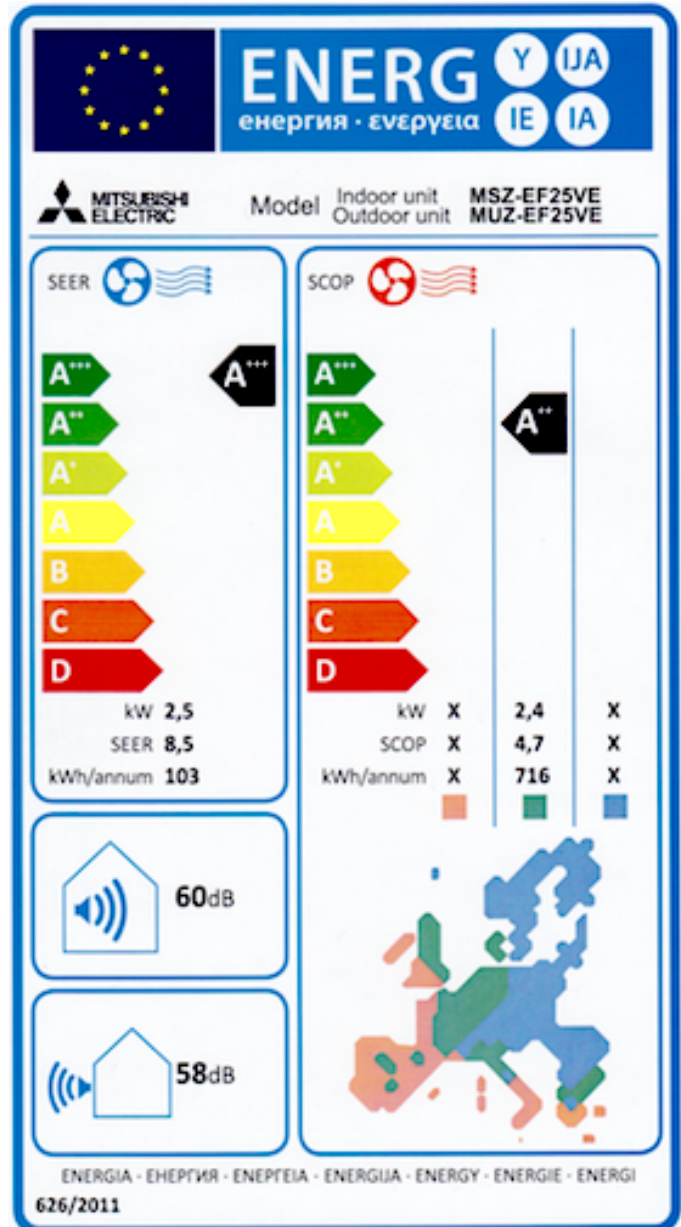 ENERG Y IJA
енергия · ενεργεια IE IA
MITSUBISHI
ELECTRIC
Model Indoor unit MSZ-EF25VE
Outdoor unit MUZ-EF25VE
SEER
A+++ A+++
A++
A+
A
B
C
D
kW 2,5
SEER 8,5
kWh/annum 103
SCOP
A+++
A++ A++
A+
A
B
C
D
kW X 2,4 X
SCOP X 4,7 X
kWh/annum X 716 X
60dB
58dB
ENERGIA - ЕНЕРГИЯ - ΕΝΕΡΓΕΙΑ - ENERGIJA - ENERGY - ENERGIE - ENERGI
626/2011